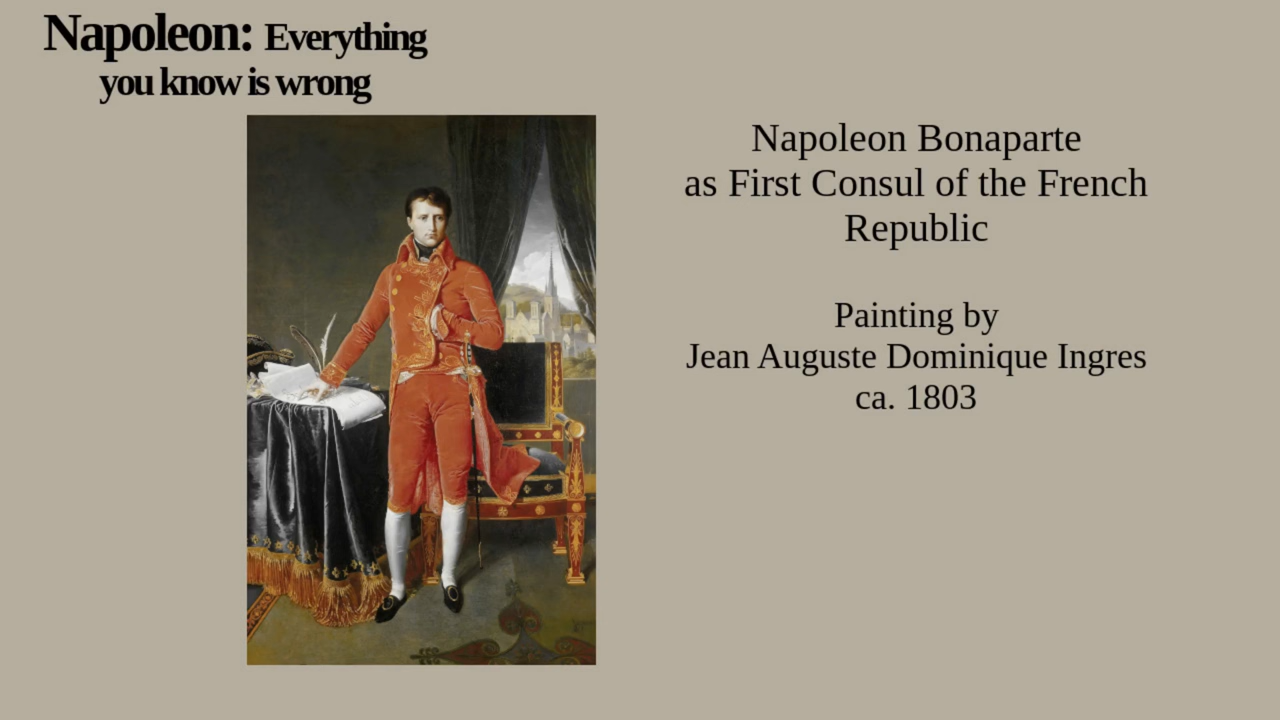 Napoleon: Everything
you know is wrong
Napoleon Bonaparte
as First Consul of the French
Republic
Painting by
Jean Auguste Dominique Ingres
ca. 1803